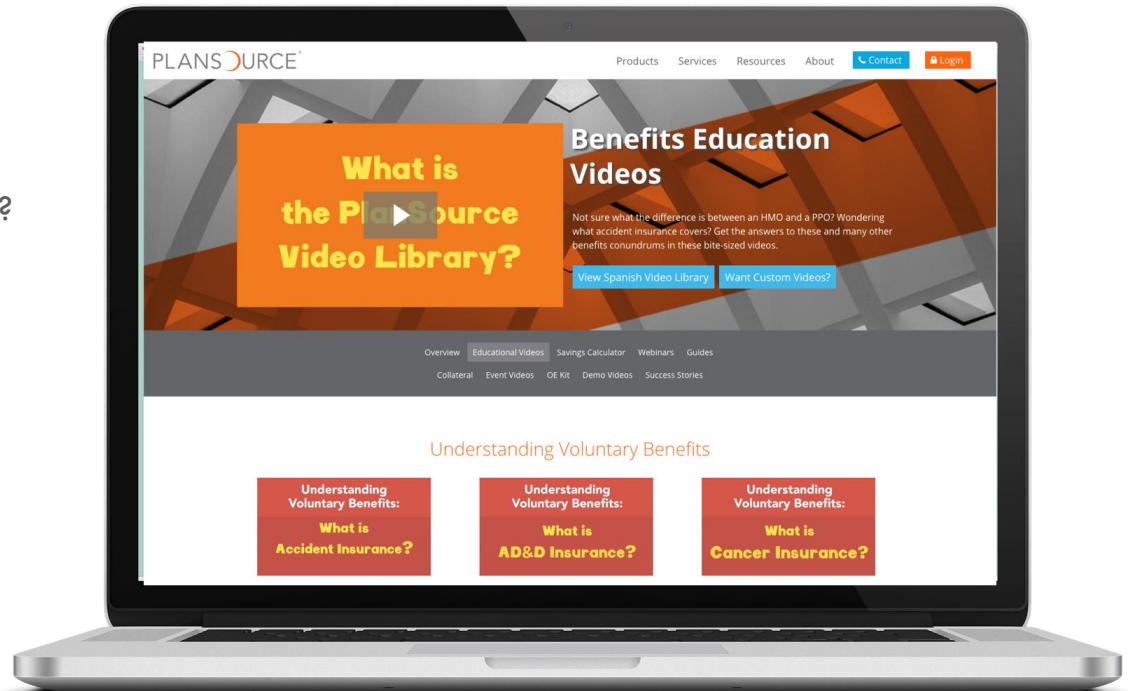 ?
PLANSOURCE®
Products Services Resources About Contact Login
What is
the PlanSource
Video Library?
Benefits Education
Videos
Not sure what the difference is between an HMO and a PPO? Wondering
what accident insurance covers? Get the answers to these and many other
benefits conundrums in these bite-sized videos.
View Spanish Video Library Want Custom Videos?
Overview Educational Videos Savings Calculator Webinars Guides
Collateral Event Videos OE Kit Demo Videos Success Stories
Understanding Voluntary Benefits
Understanding
Voluntary Benefits:
What is
Accident Insurance?
Understanding
Voluntary Benefits:
What is
AD&D Insurance?
Understanding
Voluntary Benefits:
What is
Cancer Insurance?